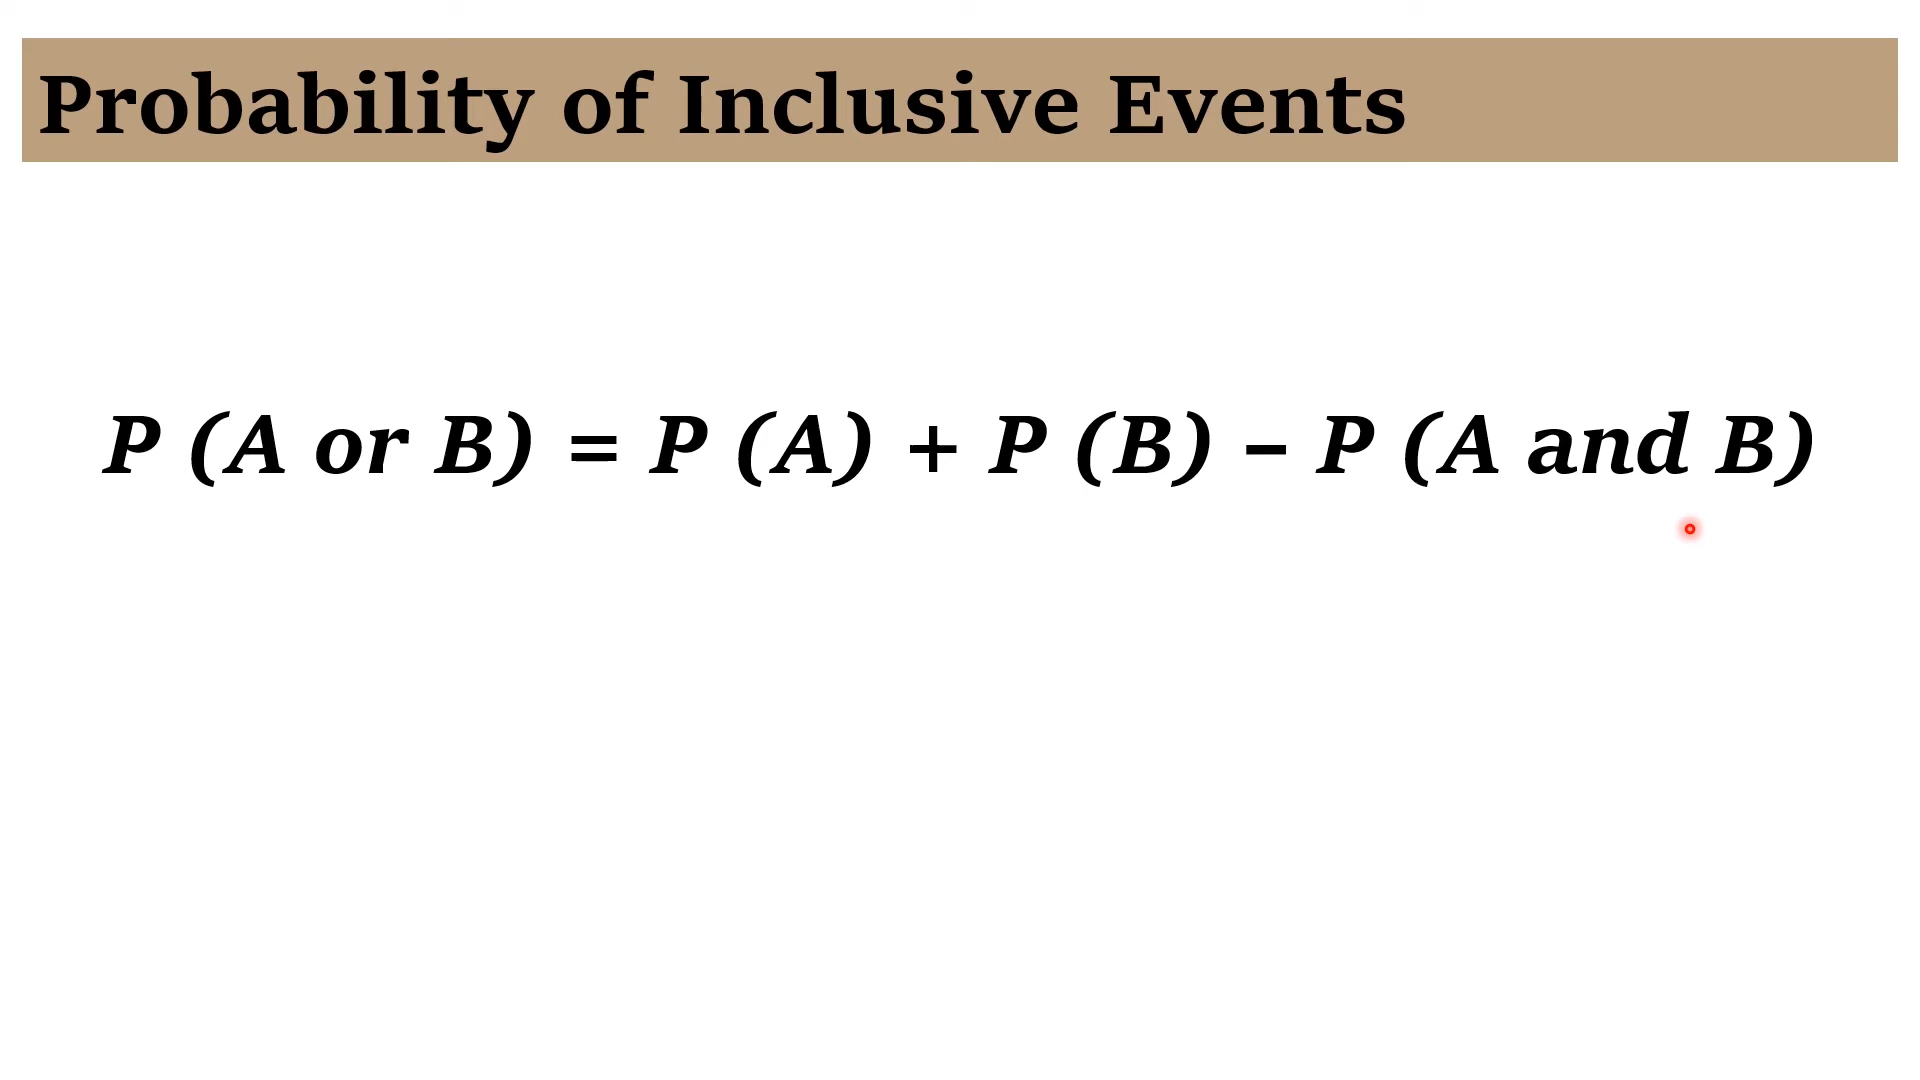 Probability of Inclusive Events
P (A or B) = P (A) + P (B) – P (A and B)